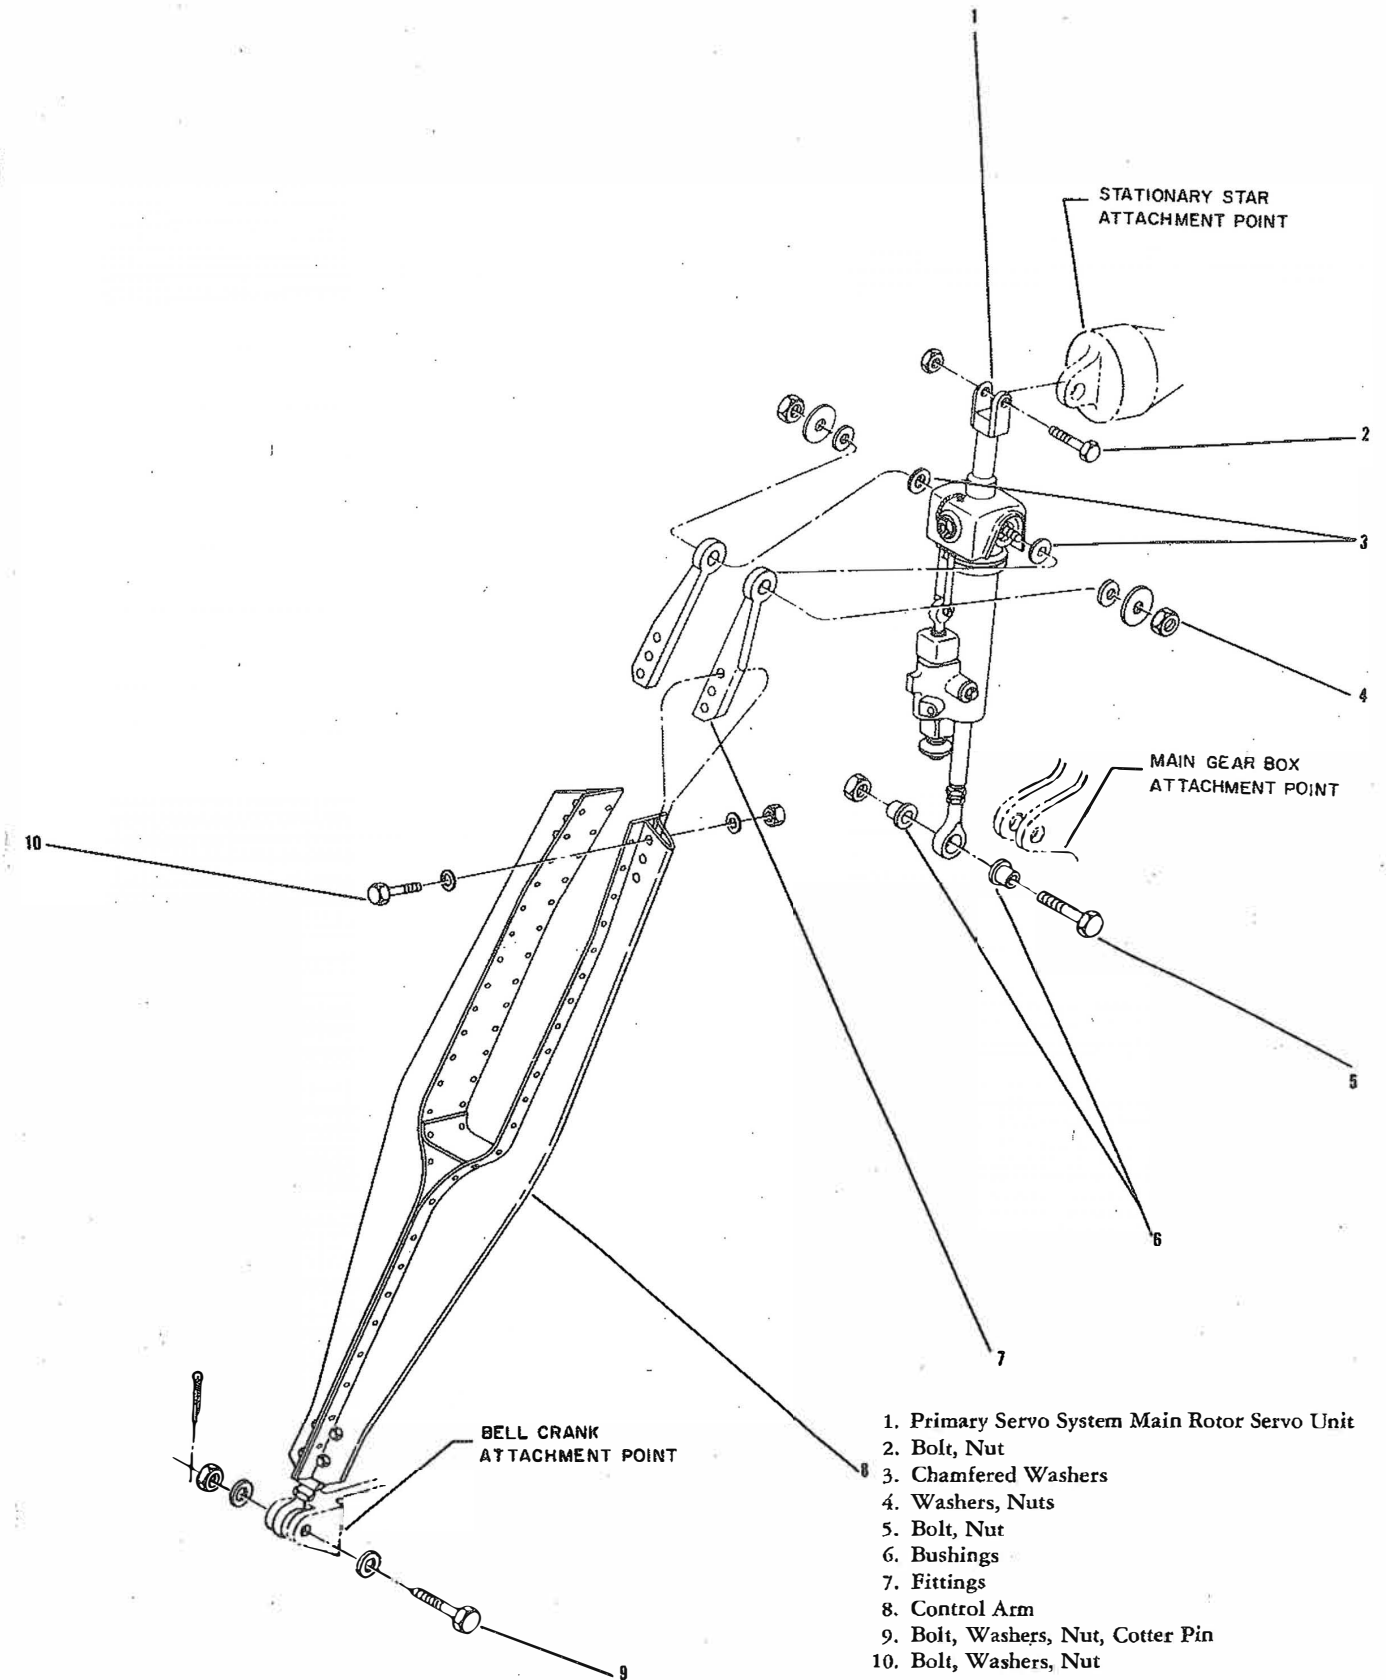 1
STATIONARY STAR
ATTACHMENT POINT
2
3
4
MAIN GEAR BOX
ATTACHMENT POINT
10
5
6
7
BELL CRANK
ATTACHMENT POINT
8
9
1. Primary Servo System Main Rotor Servo Unit
2. Bolt, Nut
3. Chamfered Washers
4. Washers, Nuts
5. Bolt, Nut
6. Bushings
7. Fittings
8. Control Arm
9. Bolt, Washers, Nut, Cotter Pin
10. Bolt, Washers, Nut